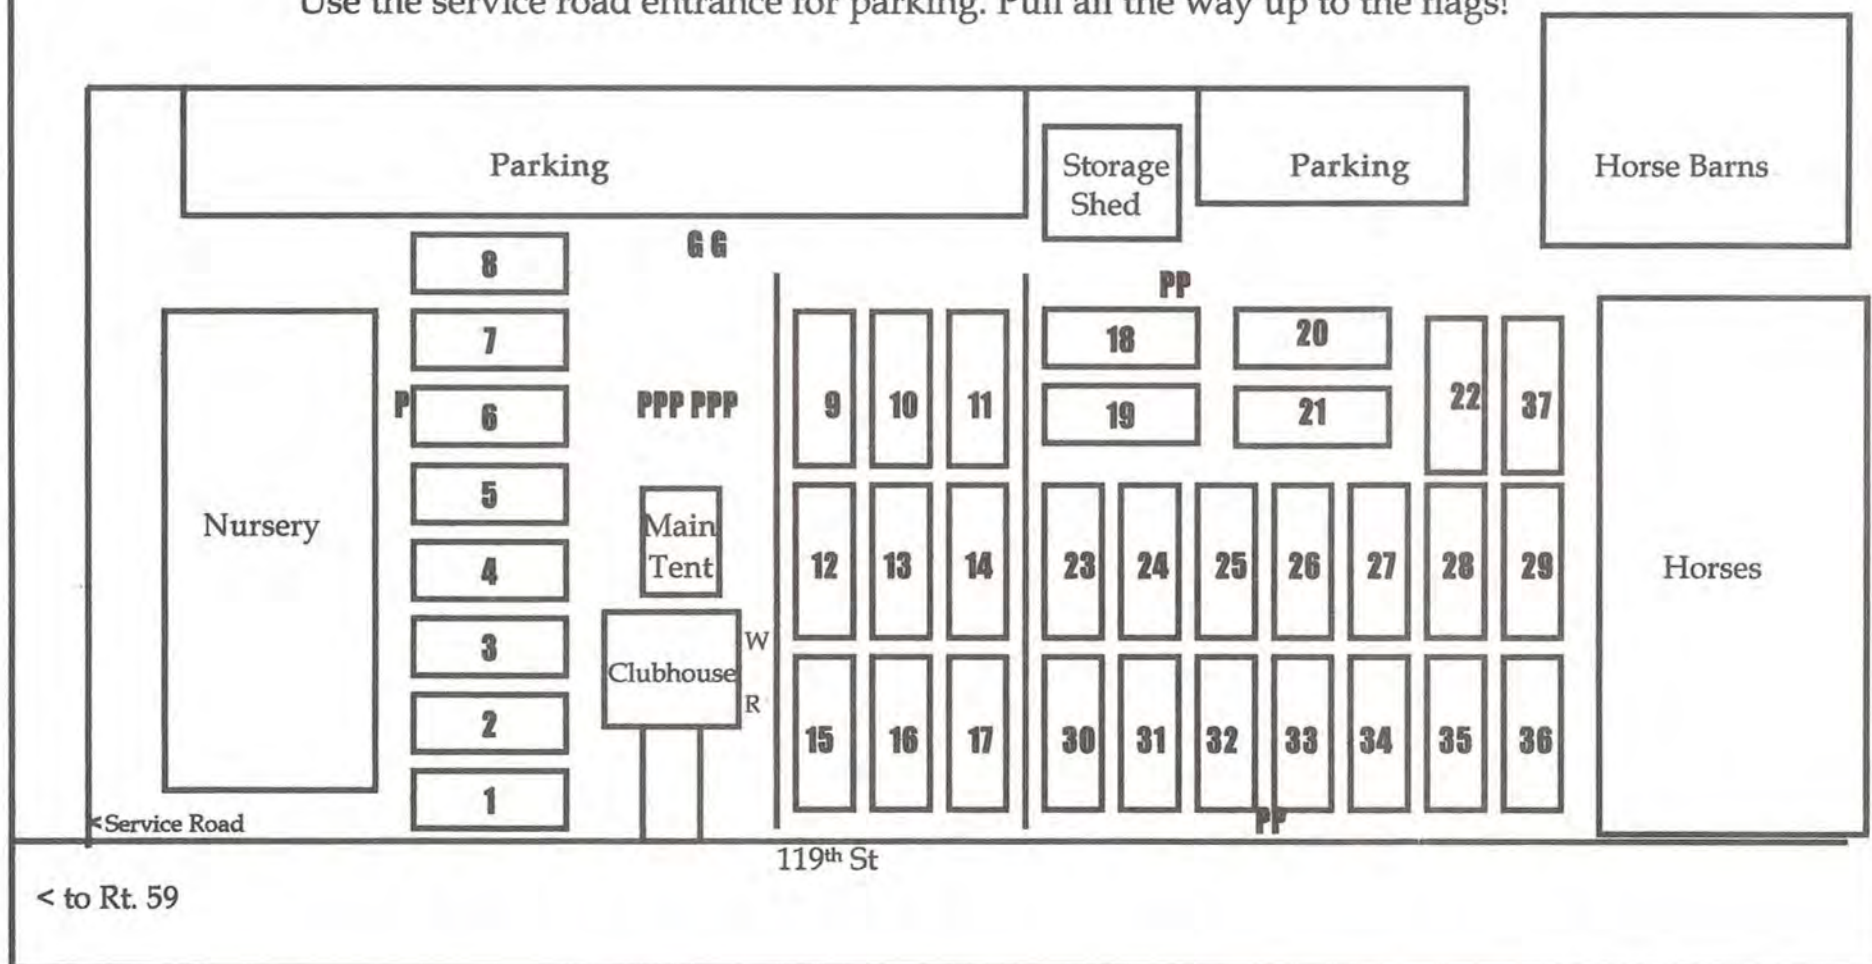 Use the service road entrance for parking. Pull all the way up to the flags!
Parking
Storage
Shed
Parking
Horse Barns
8
G G
PP
7
18
20
P
6
PPP PPP
9
10
11
19
21
22
37
5
Nursery
Main
Tent
4
12
13
14
23
24
25
26
27
28
29
Horses
3
W
Clubhouse
R
2
15
16
17
30
31
32
33
34
35
36
1
<Service Road
PP
119th St
< to Rt. 59